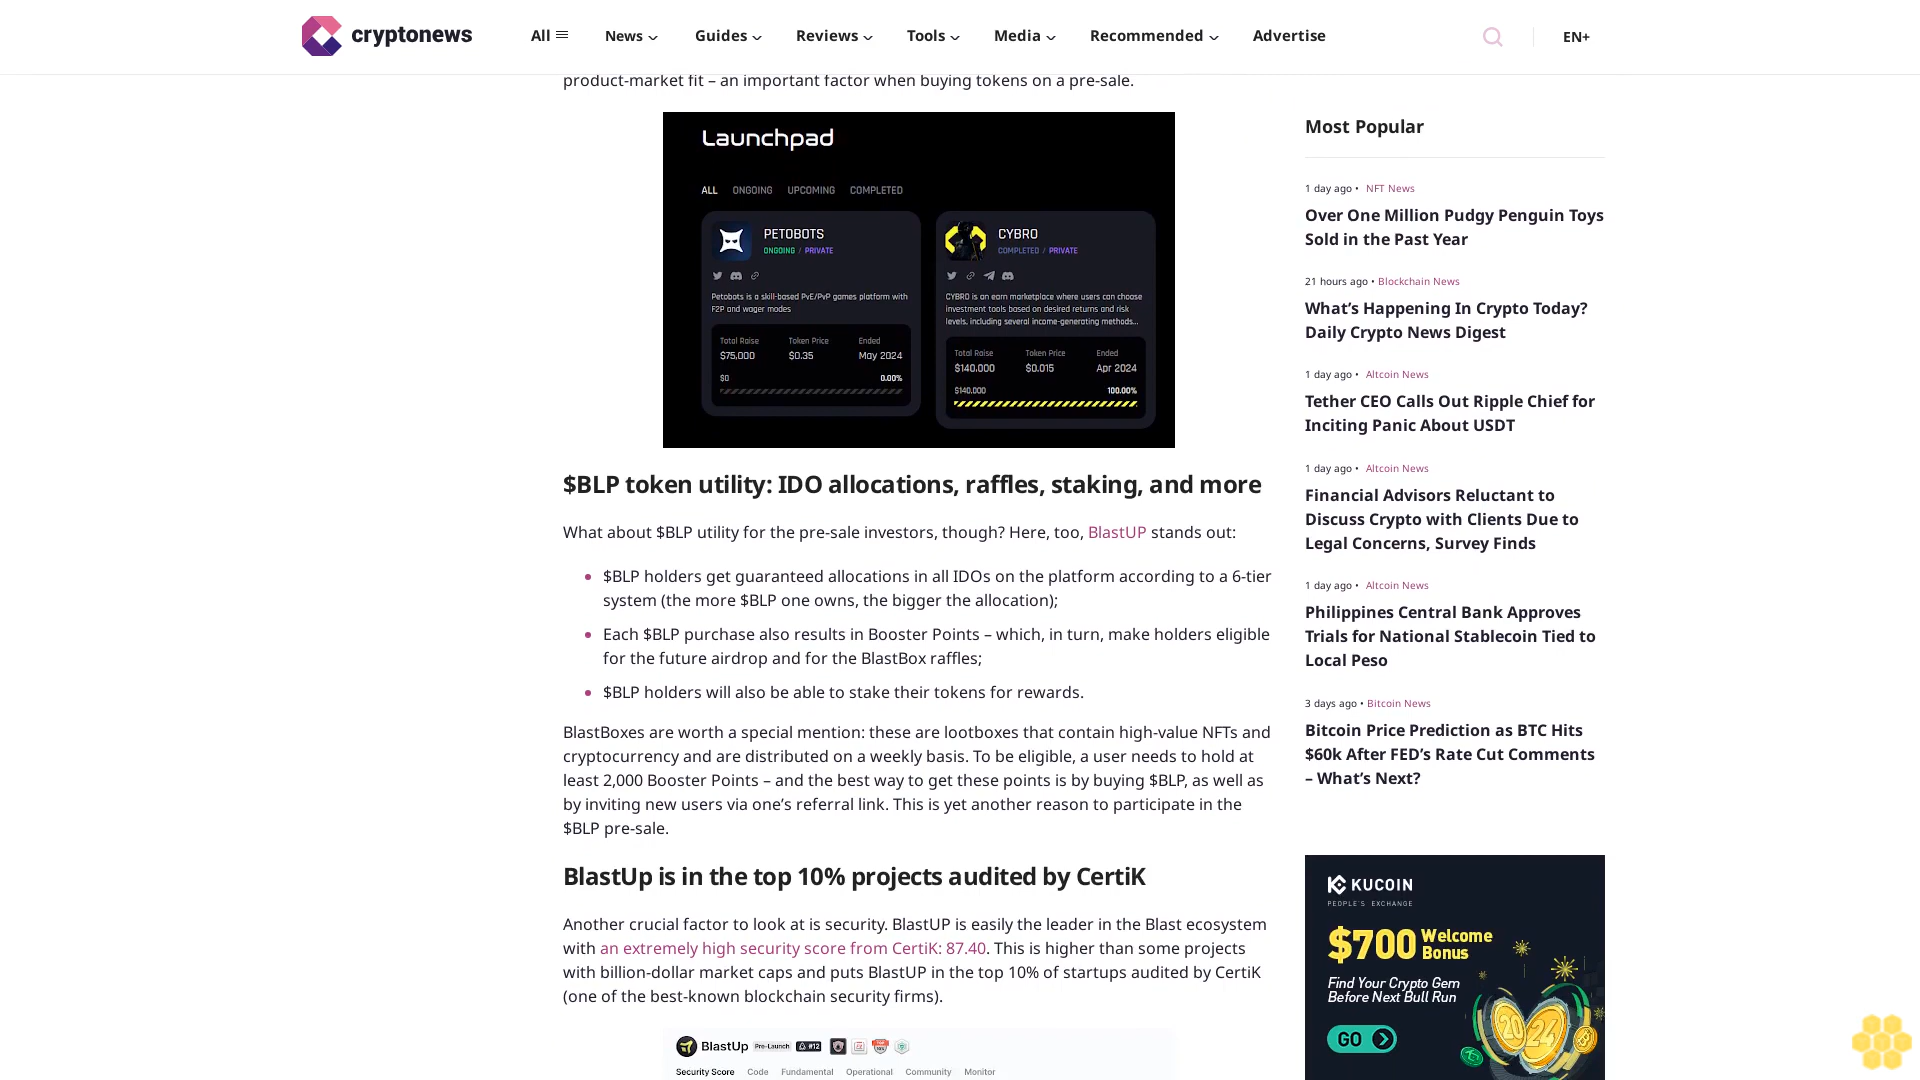 cryptonews
All
News
Guides
Reviews
Tools
Media
Recommended
Advertise
EN+
product-market fit – an important factor when buying tokens on a pre-sale.
Launchpad
ALL ONGOING UPCOMING COMPLETED
PETOBOTS
ONGOING / PRIVATE
Petobots is a skill-based PvE/PvP games platform with
F2P and wager modes
Total Raise Token Price Ended
$75,000 $0.35 May 2024
$0 0.00%
CYBRO
COMPLETED / PRIVATE
CYBRO is an earn marketplace where users can choose
investment tools based on desired returns and risk
levels, including several income-generating methods...
Total Raise Token Price Ended
$140,000 $0.015 Apr 2024
$140,000 100.00%
$BLP token utility: IDO allocations, raffles, staking, and more
What about $BLP utility for the pre-sale investors, though? Here, too, BlastUP stands out:
$BLP holders get guaranteed allocations in all IDOs on the platform according to a 6-tier
system (the more $BLP one owns, the bigger the allocation);
Each $BLP purchase also results in Booster Points – which, in turn, make holders eligible
for the future airdrop and for the BlastBox raffles;
$BLP holders will also be able to stake their tokens for rewards.
BlastBoxes are worth a special mention: these are lootboxes that contain high-value NFTs and
cryptocurrency and are distributed on a weekly basis. To be eligible, a user needs to hold at
least 2,000 Booster Points – and the best way to get these points is by buying $BLP, as well as
by inviting new users via one’s referral link. This is yet another reason to participate in the
$BLP pre-sale.
BlastUp is in the top 10% projects audited by CertiK
Another crucial factor to look at is security. BlastUP is easily the leader in the Blast ecosystem
with an extremely high security score from CertiK: 87.40. This is higher than some projects
with billion-dollar market caps and puts BlastUP in the top 10% of startups audited by CertiK
(one of the best-known blockchain security firms).
BlastUp Pre-Launch #12
Security Score Code Fundamental Operational Community Monitor
Most Popular
1 day ago • NFT News
Over One Million Pudgy Penguin Toys
Sold in the Past Year
21 hours ago • Blockchain News
What’s Happening In Crypto Today?
Daily Crypto News Digest
1 day ago • Altcoin News
Tether CEO Calls Out Ripple Chief for
Inciting Panic About USDT
1 day ago • Altcoin News
Financial Advisors Reluctant to
Discuss Crypto with Clients Due to
Legal Concerns, Survey Finds
1 day ago • Altcoin News
Philippines Central Bank Approves
Trials for National Stablecoin Tied to
Local Peso
3 days ago • Bitcoin News
Bitcoin Price Prediction as BTC Hits
$60k After FED’s Rate Cut Comments
– What’s Next?
KUCOIN
PEOPLE'S EXCHANGE
$700 Welcome
Bonus
Find Your Crypto Gem
Before Next Bull Run
GO
20 24